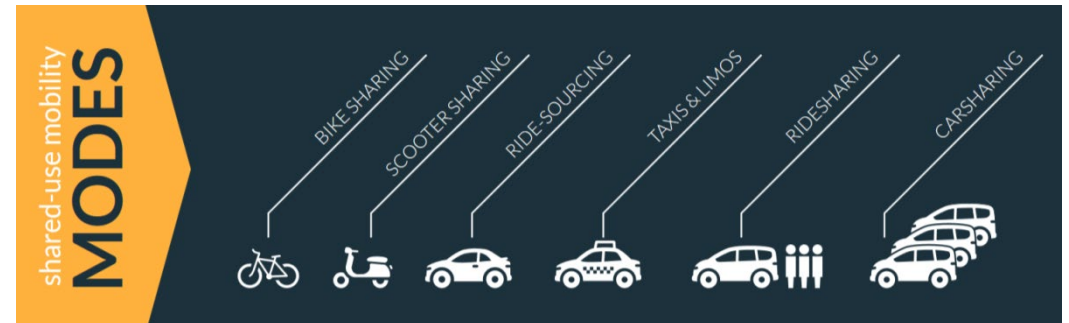 shared-use mobility
MODES
BIKE SHARING
SCOOTER SHARING
RIDE-SOURCING
TAXIS & LIMOS
RIDESHARING
CARSHARING